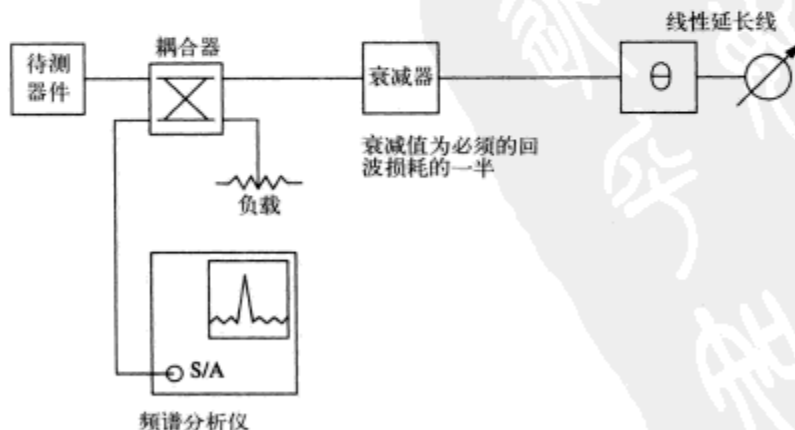 线性延长线
耦合器
待测
器件
衰减器
θ
衰减值为必须的回
波损耗的一半
负载
S/A
频谱分析仪